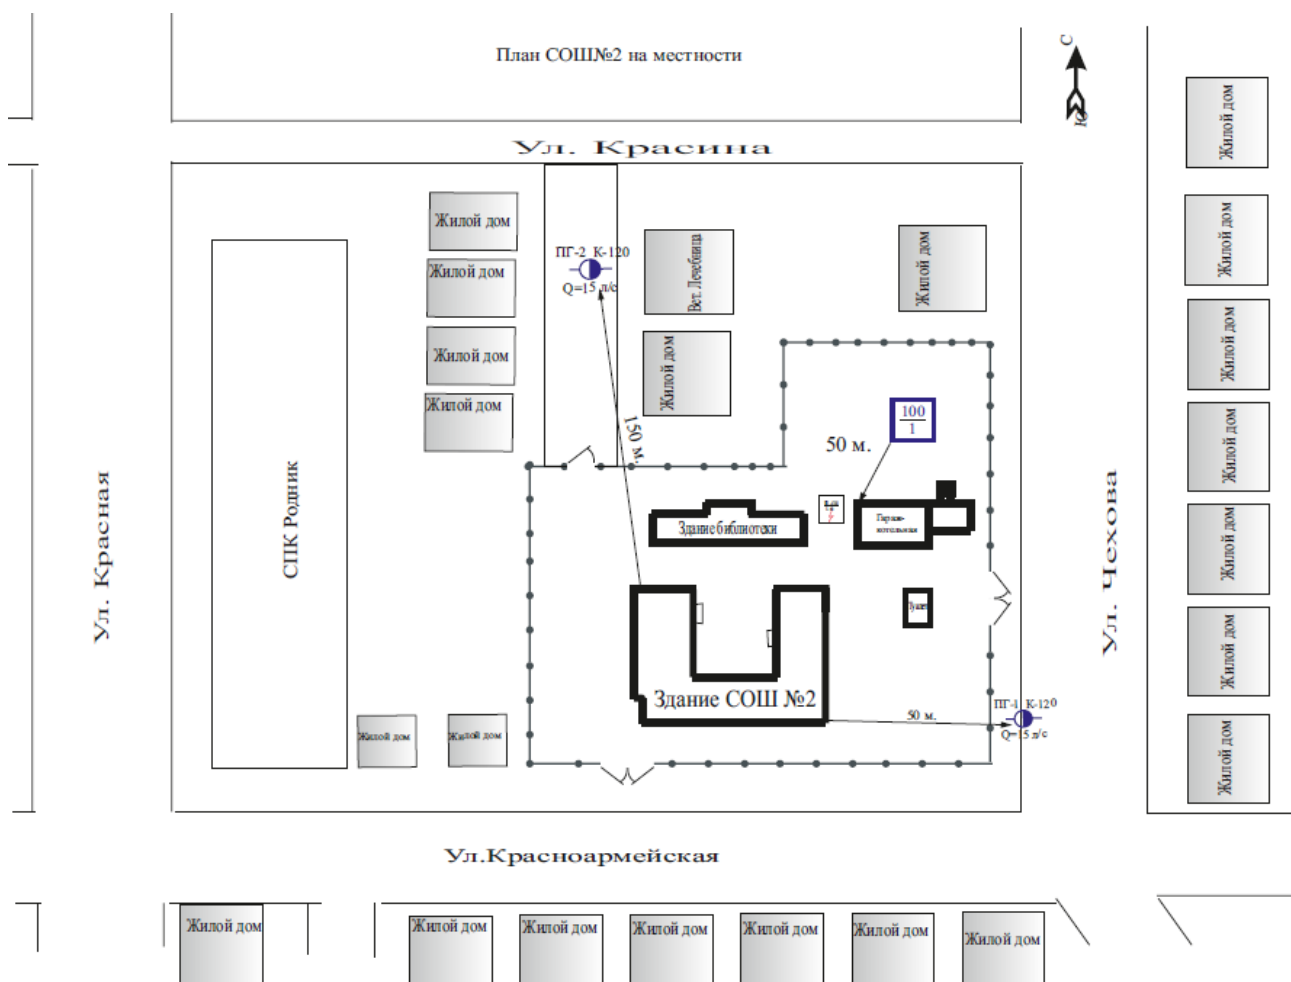 План СОШ№2 на местности
С
Ю
Ул. Красина
Жилой дом
Жилой дом
Жилой дом
Жилой дом
ПГ-2 К-120
Q=15 л/с
Вет. Лечебница
Жилой дом
Жилой дом
150 м.
100
1
50 м.
Здание библиотеки
Гараж-
котельная
Туалет
Здание СОШ №2
50 м.
ПГ-1 К-120
Q=15 л/с
СПК Родник
Жилой дом
Жилой дом
Ул. Красная
Ул. Чехова
Жилой дом
Жилой дом
Жилой дом
Жилой дом
Жилой дом
Жилой дом
Жилой дом
Ул.Красноармейская
Жилой дом
Жилой дом
Жилой дом
Жилой дом
Жилой дом
Жилой дом
Жилой дом